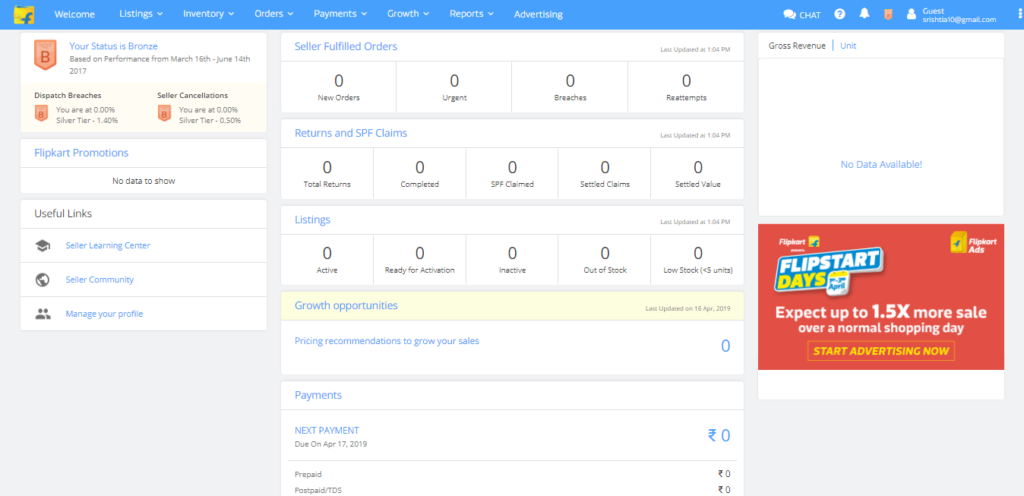 Welcome
Listings
Inventory
Orders
Payments
Growth
Reports
Advertising
CHAT
Guest
srishtia10@gmail.com
B
Your Status is Bronze
Based on Performance from March 16th - June 14th
2017
Dispatch Breaches
B
You are at 0.00%
Silver Tier - 1.40%
Seller Cancellations
B
You are at 0.00%
Silver Tier - 0.50%
Flipkart Promotions
No data to show
Useful Links
Seller Learning Center
Seller Community
Manage your profile
Seller Fulfilled Orders
Last Updated at 1:04 PM
0 0 0 0
New Orders Urgent Breaches Reattempts
Returns and SPF Claims
Last Updated at 1:04 PM
0 0 0 0 0
Total Returns Completed SPF Claimed Settled Claims Settled Value
Listings
Last Updated at 1:04 PM
0 0 0 0 0
Active Ready for Activation Inactive Out of Stock Low Stock (<5 units)
Growth opportunities
Last Updated on 16 Apr, 2019
Pricing recommendations to grow your sales 0
Payments
NEXT PAYMENT ₹ 0
Due On Apr 17, 2019
Prepaid ₹ 0
Postpaid/TDS ₹ 0
Gross Revenue Unit
No Data Available!
Flipkart
Flipkart
Ads
FLIPSTART
DAYS
April
Expect up to 1.5X more sale
over a normal shopping day
START ADVERTISING NOW